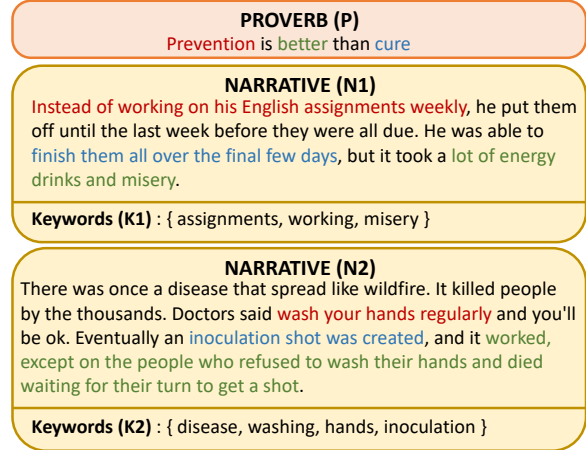 PROVERB (P)
Prevention is better than cure
NARRATIVE (N1)
Instead of working on his English assignments weekly, he put them
off until the last week before they were all due. He was able to
finish them all over the final few days, but it took a lot of energy
drinks and misery.
Keywords (K1) : { assignments, working, misery }
NARRATIVE (N2)
There was once a disease that spread like wildfire. It killed people
by the thousands. Doctors said wash your hands regularly and you'll
be ok. Eventually an inoculation shot was created, and it worked,
except on the people who refused to wash their hands and died
waiting for their turn to get a shot.
Keywords (K2) : { disease, washing, hands, inoculation }